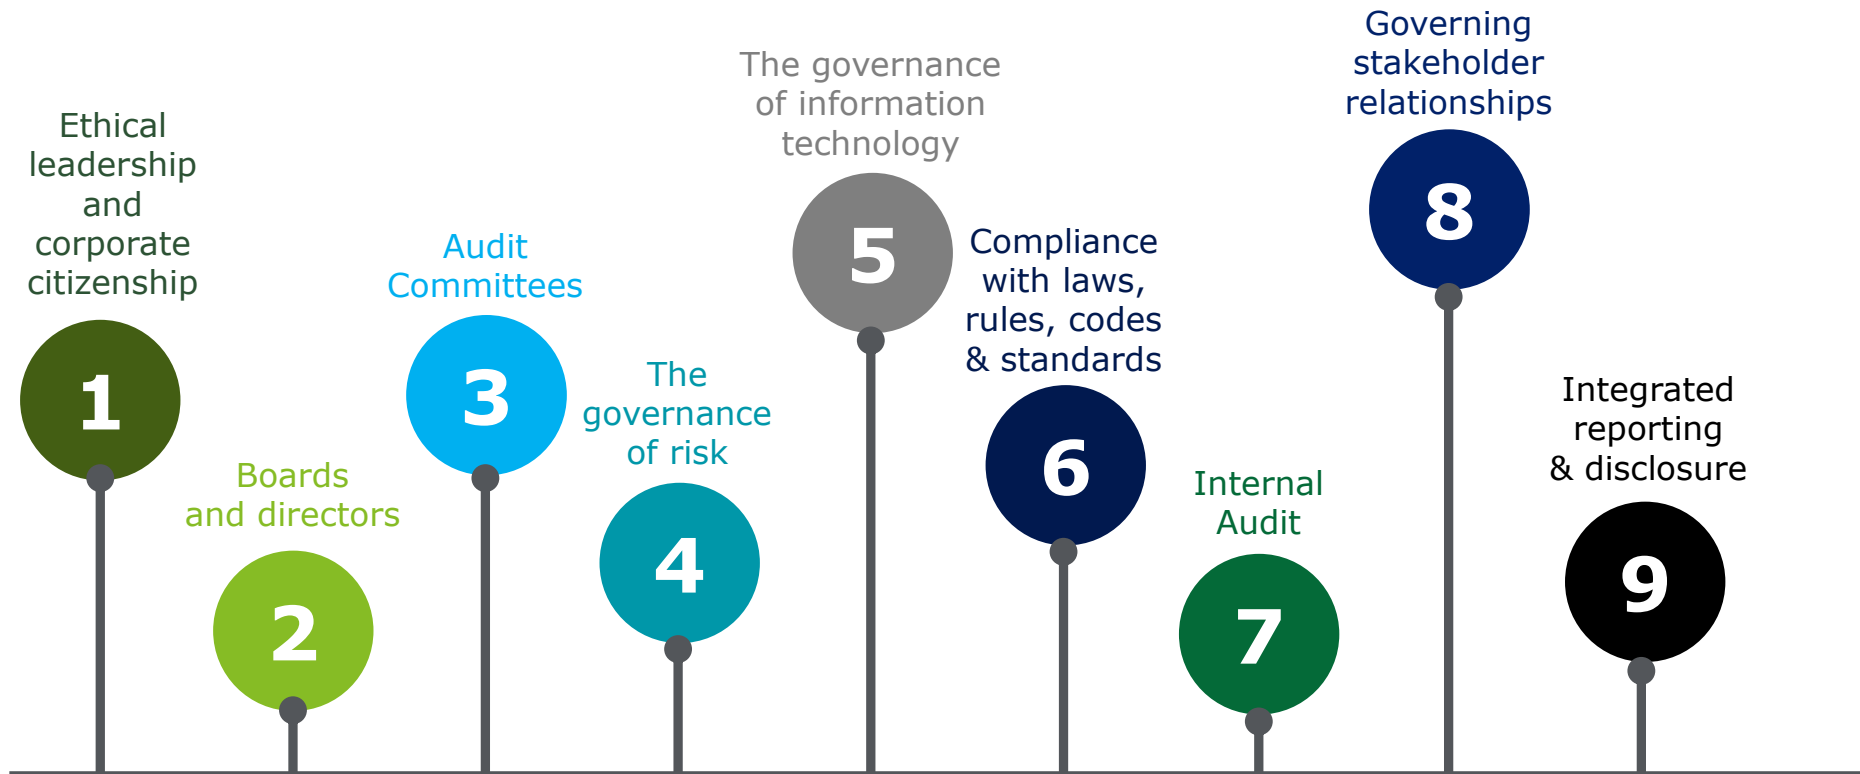 Ethical
leadership
and
corporate
citizenship
1
Boards
and directors
2
Audit
Committees
3
The
governance
of risk
4
The governance
of information
technology
5
Compliance
with laws,
rules, codes
& standards
6
Internal
Audit
7
Governing
stakeholder
relationships
8
Integrated
reporting
& disclosure
9